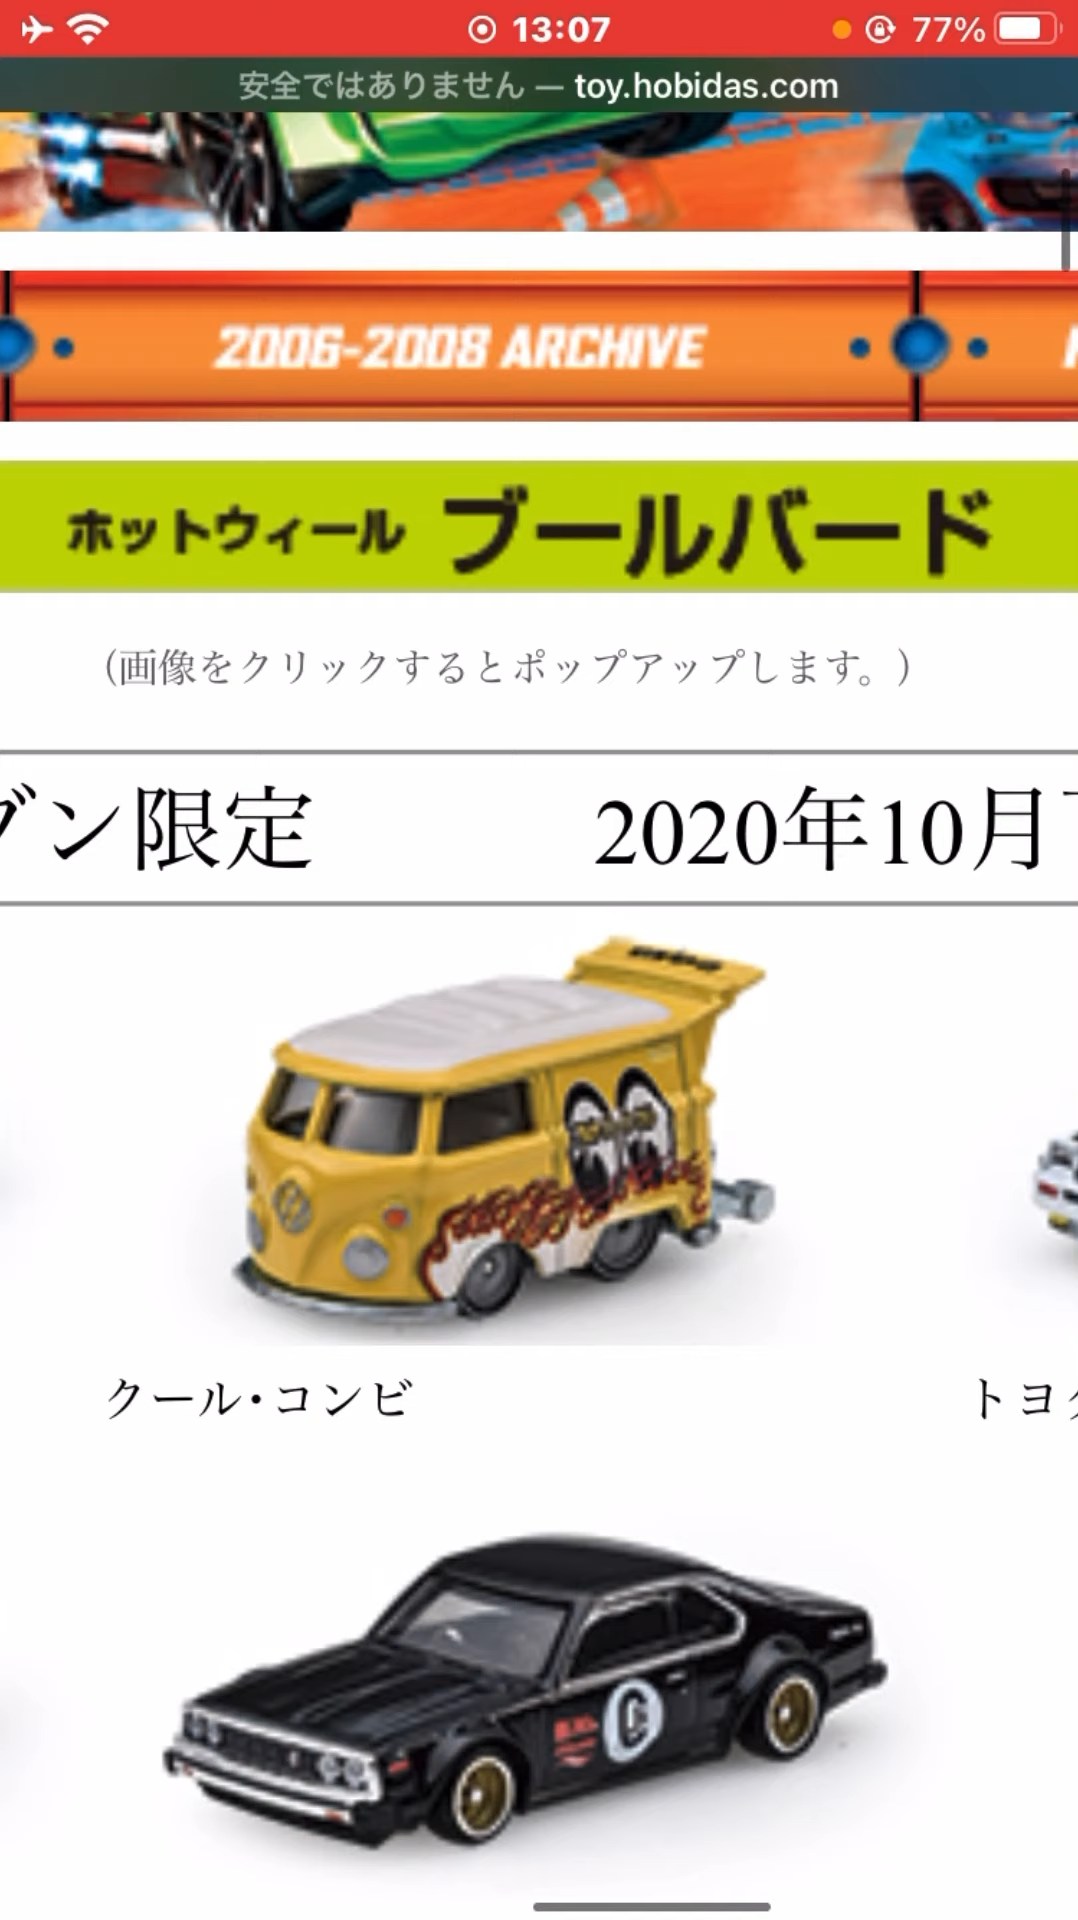 13:07
77%
安全ではありません — toy.hobidas.com
2006-2008 ARCHIVE
ホットウィール ブールバード
(画像をクリックするとポップアップします。)
ブン限定 2020年10月
クール・コンビ
トヨタ
C